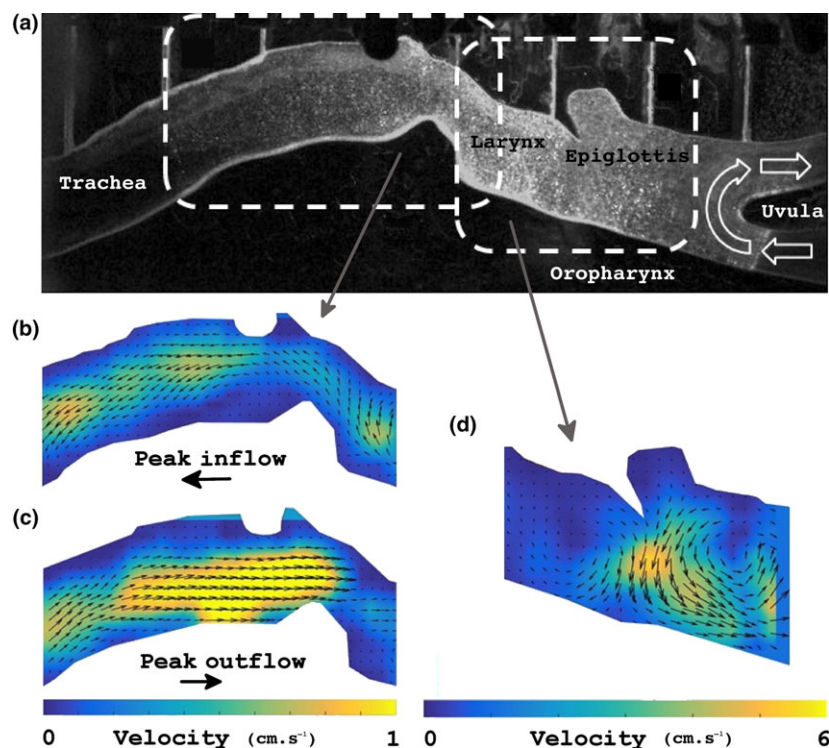 (a)
Larynx
Epiglottis
Trachea
Uvula
Oropharynx
(b)
Peak inflow
(c)
Peak outflow
(d)
0 Velocity (cm.s⁻¹) 1
0 Velocity (cm.s⁻¹) 6